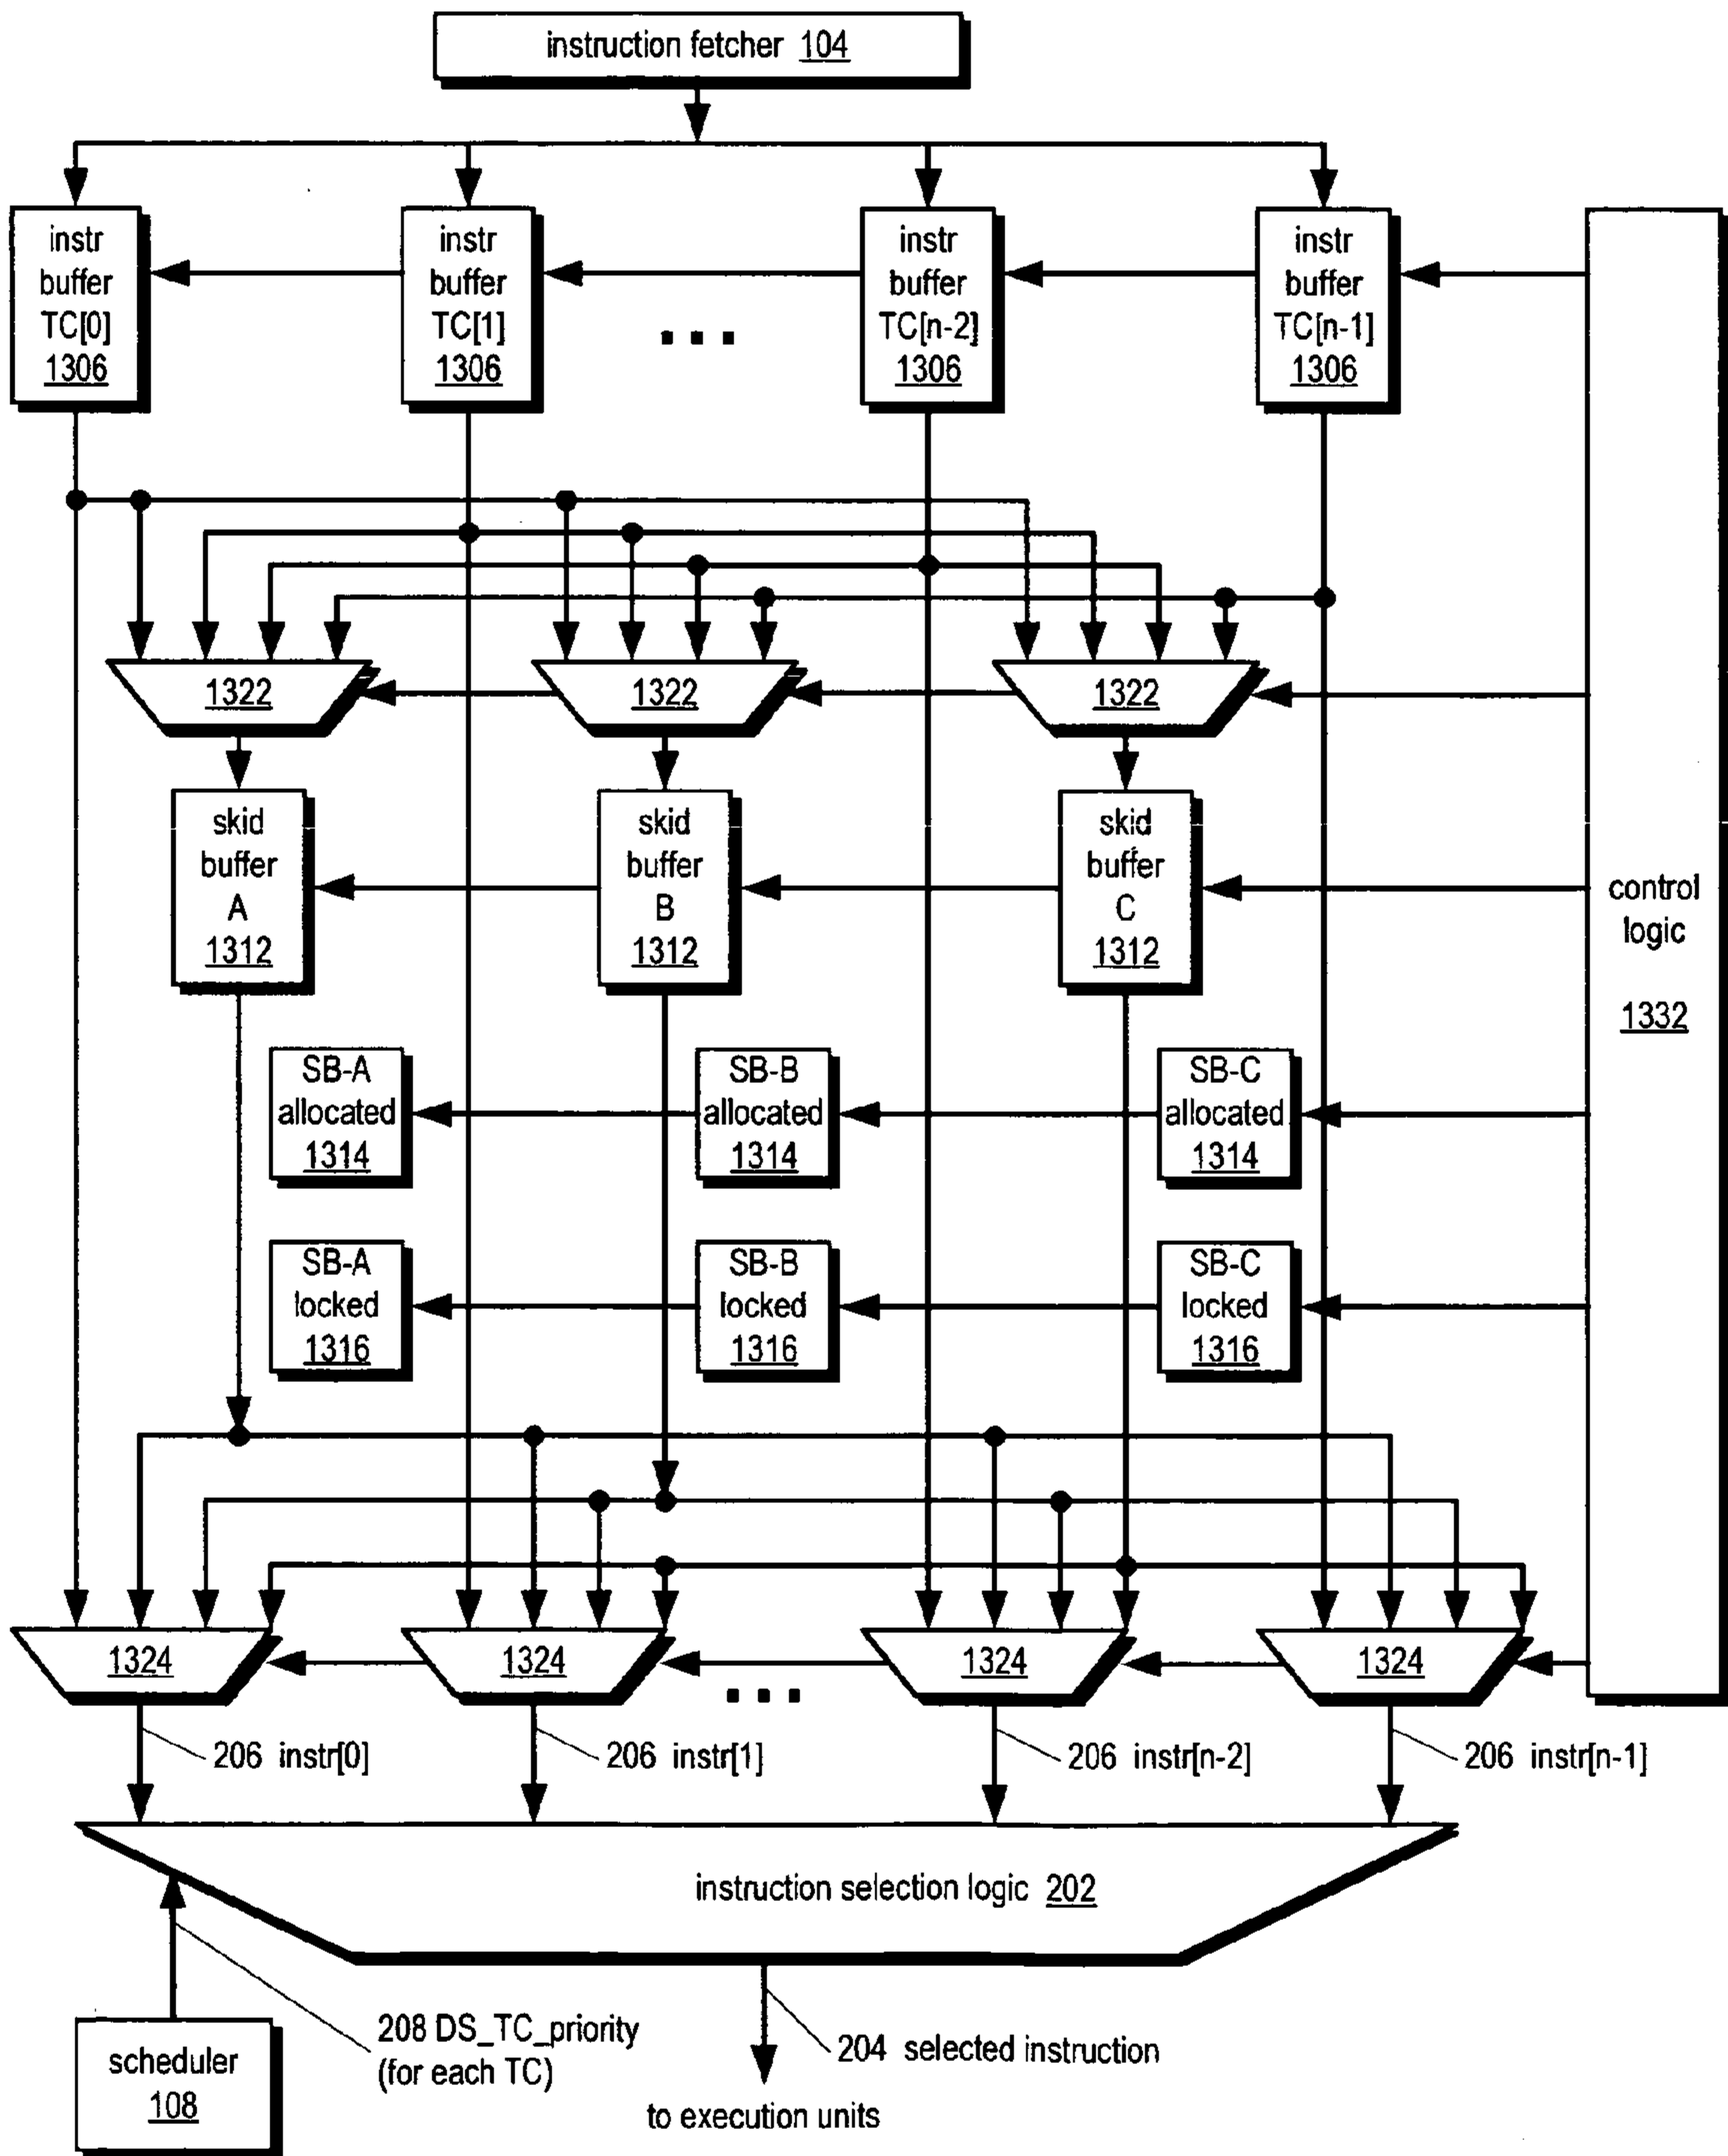 instruction fetcher 104
instr
buffer
TC[0]
1306
instr
buffer
TC[1]
1306
instr
buffer
TC[n-2]
1306
instr
buffer
TC[n-1]
1306
1322
1322
1322
skid
buffer
A
1312
skid
buffer
B
1312
skid
buffer
C
1312
control
logic
1332
SB-A
allocated
1314
SB-B
allocated
1314
SB-C
allocated
1314
SB-A
locked
1316
SB-B
locked
1316
SB-C
locked
1316
1324
1324
1324
1324
206 instr[0]
206 instr[1]
206 instr[n-2]
206 instr[n-1]
instruction selection logic 202
208 DS_TC_priority
(for each TC)
204 selected instruction
scheduler
108
to execution units